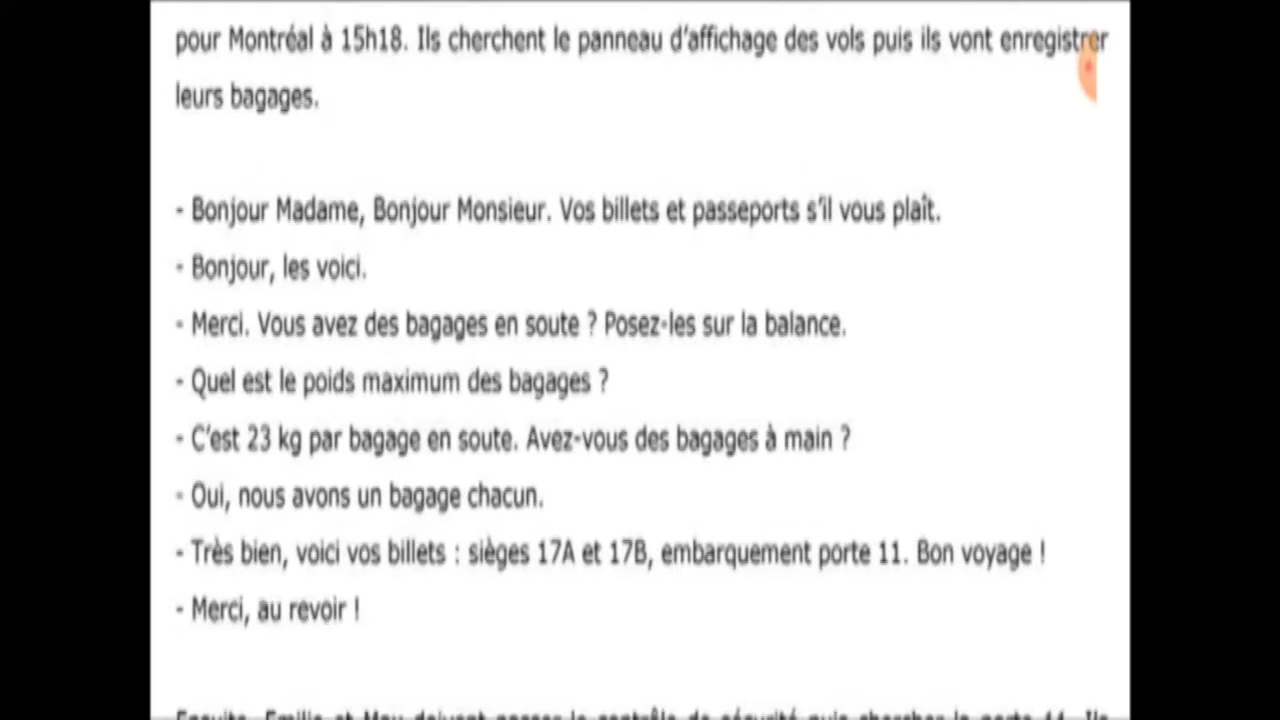 pour Montréal à 15h18. Ils cherchent le panneau d'affichage des vols puis ils vont enregistrer
leurs bagages.
- Bonjour Madame, Bonjour Monsieur. Vos billets et passeports s'il vous plaît.
- Bonjour, les voici.
- Merci. Vous avez des bagages en soute ? Posez-les sur la balance.
- Quel est le poids maximum des bagages ?
- C'est 23 kg par bagage en soute. Avez-vous des bagages à main ?
- Oui, nous avons un bagage chacun.
- Très bien, voici vos billets : sièges 17A et 17B, embarquement porte 11. Bon voyage !
- Merci, au revoir !